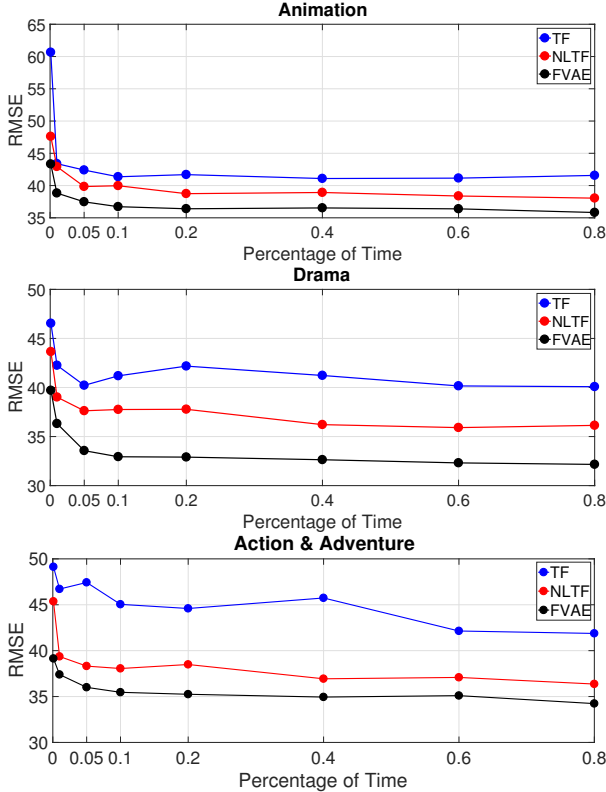 Animation
65
60
55
50
45
40
35
RMSE
TF
NLTF
FVAE
0 0.05 0.1 0.2 0.4 0.6 0.8
Percentage of Time
Drama
50
45
40
35
30
RMSE
TF
NLTF
FVAE
0 0.05 0.1 0.2 0.4 0.6 0.8
Percentage of Time
Action & Adventure
50
45
40
35
30
RMSE
TF
NLTF
FVAE
0 0.05 0.1 0.2 0.4 0.6 0.8
Percentage of Time